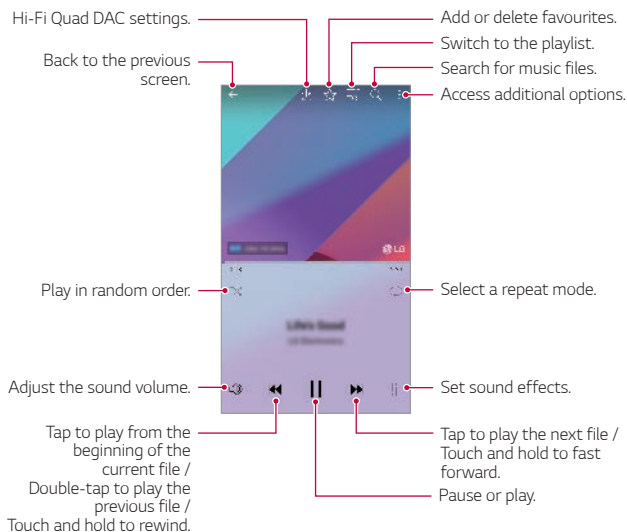 Hi-Fi Quad DAC settings.
Back to the previous
screen.
Add or delete favourites.
Switch to the playlist.
Search for music files.
Access additional options.
LG
Play in random order.
Select a repeat mode.
Life's Good
LG Electronics
Adjust the sound volume.
Set sound effects.
Tap to play from the
beginning of the
current file /
Double-tap to play the
previous file /
Touch and hold to rewind.
Tap to play the next file /
Touch and hold to fast
forward.
Pause or play.